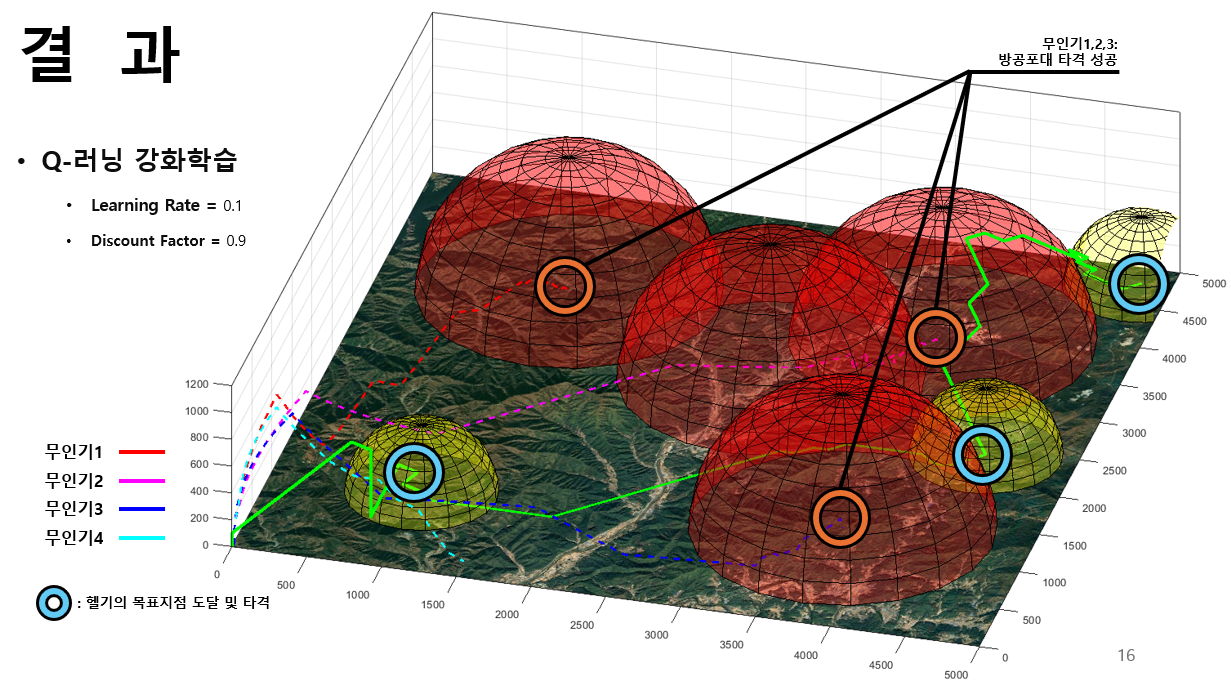 결 과
무인기1,2,3:
방공포대 타격 성공
• Q-러닝 강화학습
• Learning Rate = 0.1
• Discount Factor = 0.9
무인기1
무인기2
무인기3
무인기4
: 헬기의 목표지점 도달 및 타격
1200
1000
800
600
400
200
0
0
500
1000
1500
2000
2500
3000
3500
4000
4500
5000
0
500
1000
1500
2000
2500
3000
3500
4000
4500
5000
16